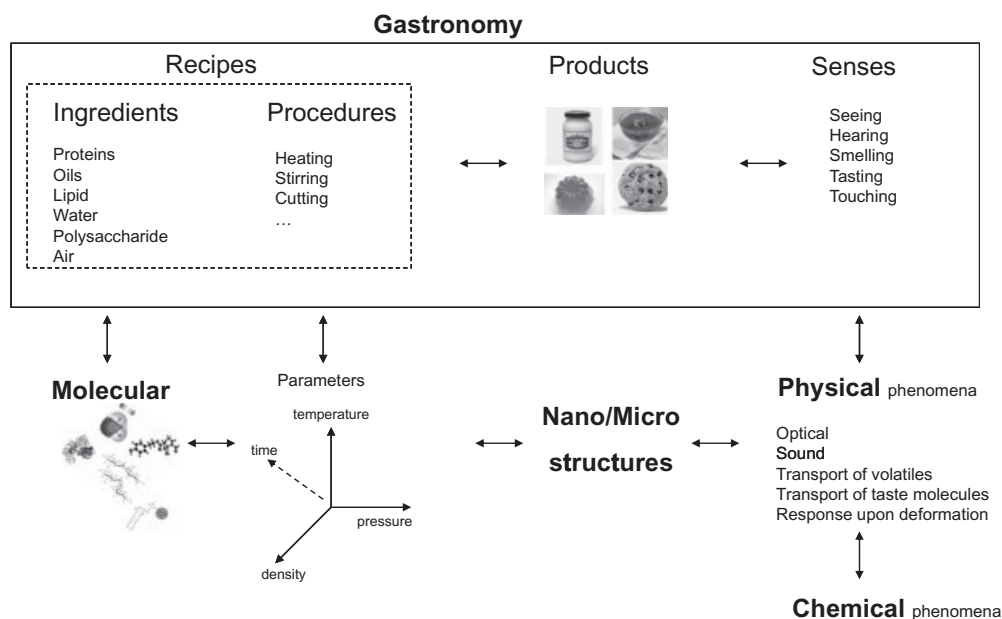 Gastronomy
Recipes
Products
Senses
Ingredients
Procedures
Proteins
Oils
Lipid
Water
Polysaccharide
Air
Heating
Stirring
Cutting
...
Seeing
Hearing
Smelling
Tasting
Touching
Molecular
Parameters
temperature
time
pressure
density
Nano/Micro
structures
Physical phenomena
Optical
Sound
Transport of volatiles
Transport of taste molecules
Response upon deformation
Chemical phenomena